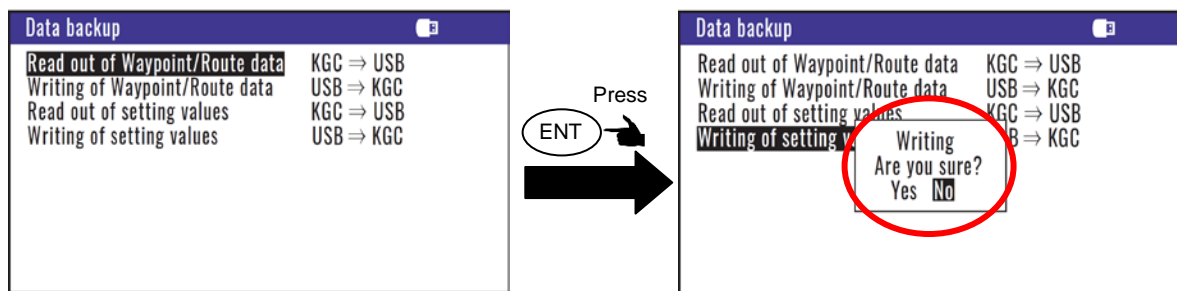 Data backup
Read out of Waypoint/Route data KGC ⇒ USB
Writing of Waypoint/Route data USB ⇒ KGC
Read out of setting values KGC ⇒ USB
Writing of setting values USB ⇒ KGC
Press
ENT
Data backup
Read out of Waypoint/Route data KGC ⇒ USB
Writing of Waypoint/Route data USB ⇒ KGC
Read out of setting values KGC ⇒ USB
Writing of setting B ⇒ KGC
Writing
Are you sure?
Yes No